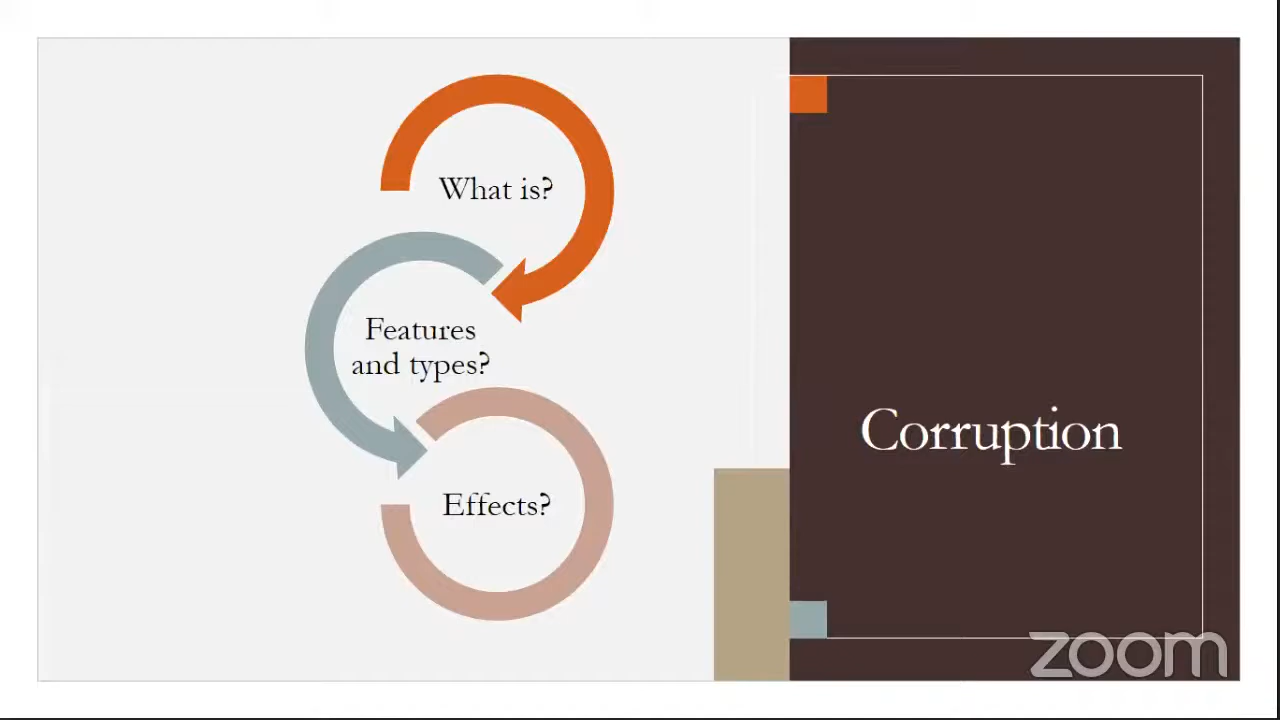 What is?
Features
and types?
Effects?
Corruption
zoom